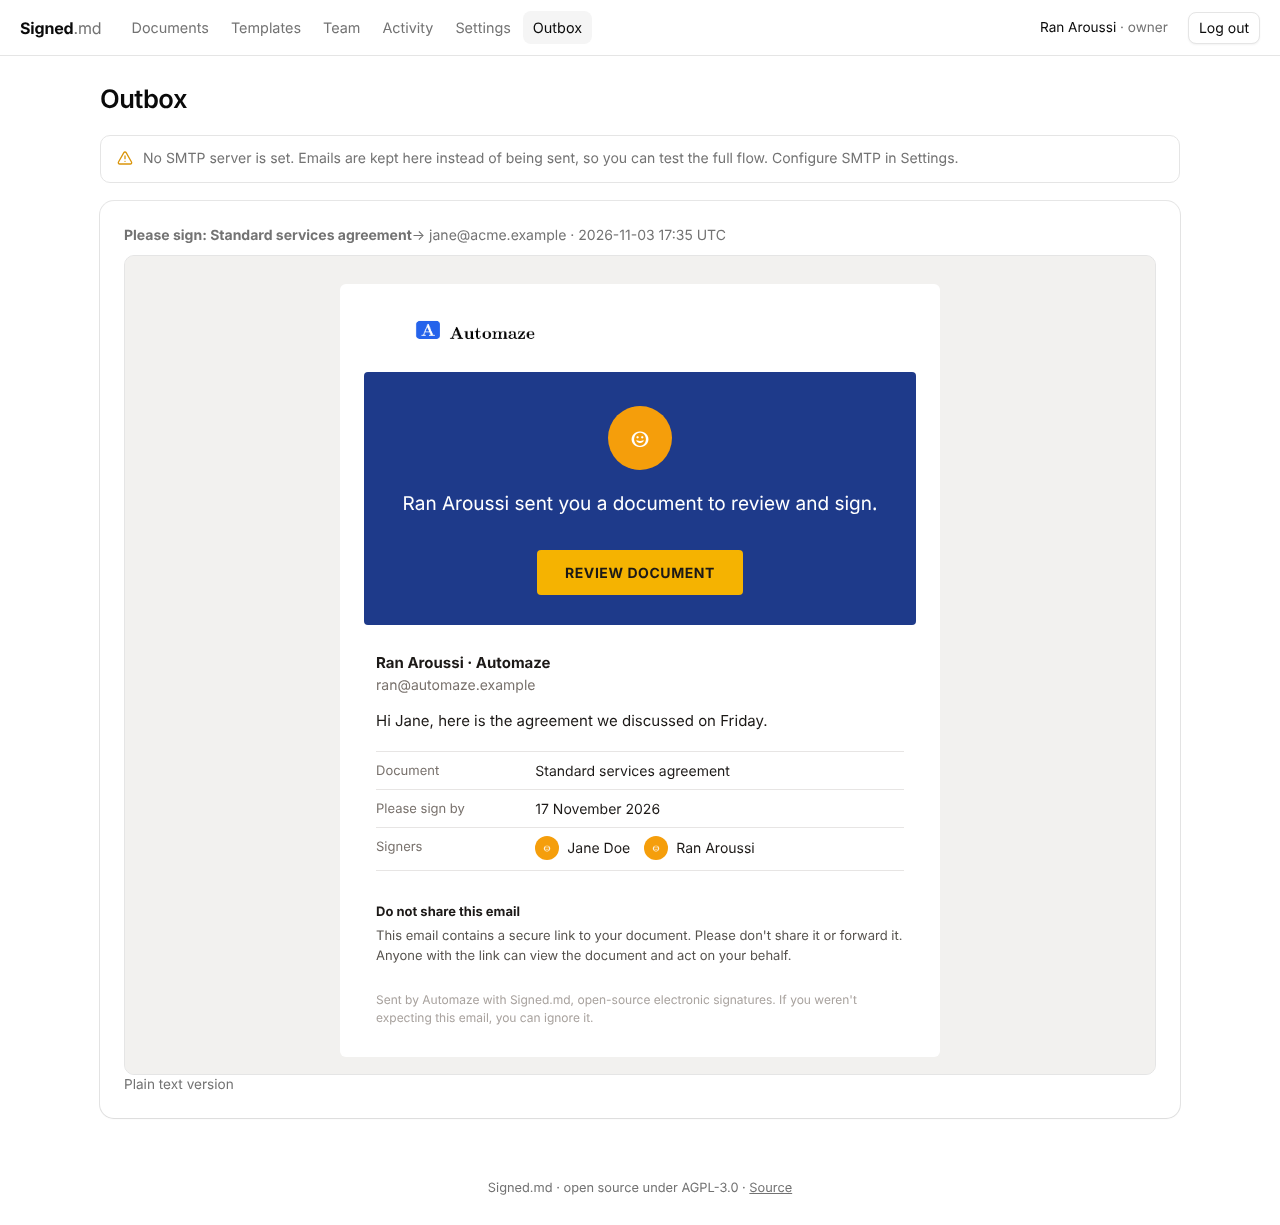 Signed.md Documents Templates Team Activity Settings Outbox Ran Aroussi · owner Log out
Outbox
No SMTP server is set. Emails are kept here instead of being sent, so you can test the full flow. Configure SMTP in Settings.
Please sign: Standard services agreement→ jane@acme.example · 2026-11-03 17:35 UTC
A Automaze
Ran Aroussi sent you a document to review and sign.
REVIEW DOCUMENT
Ran Aroussi · Automaze
ran@automaze.example
Hi Jane, here is the agreement we discussed on Friday.
Document Standard services agreement
Please sign by 17 November 2026
Signers Jane Doe Ran Aroussi
Do not share this email
This email contains a secure link to your document. Please don't share it or forward it.
Anyone with the link can view the document and act on your behalf.
Sent by Automaze with Signed.md, open-source electronic signatures. If you weren't
expecting this email, you can ignore it.
Plain text version
Signed.md · open source under AGPL-3.0 · Source